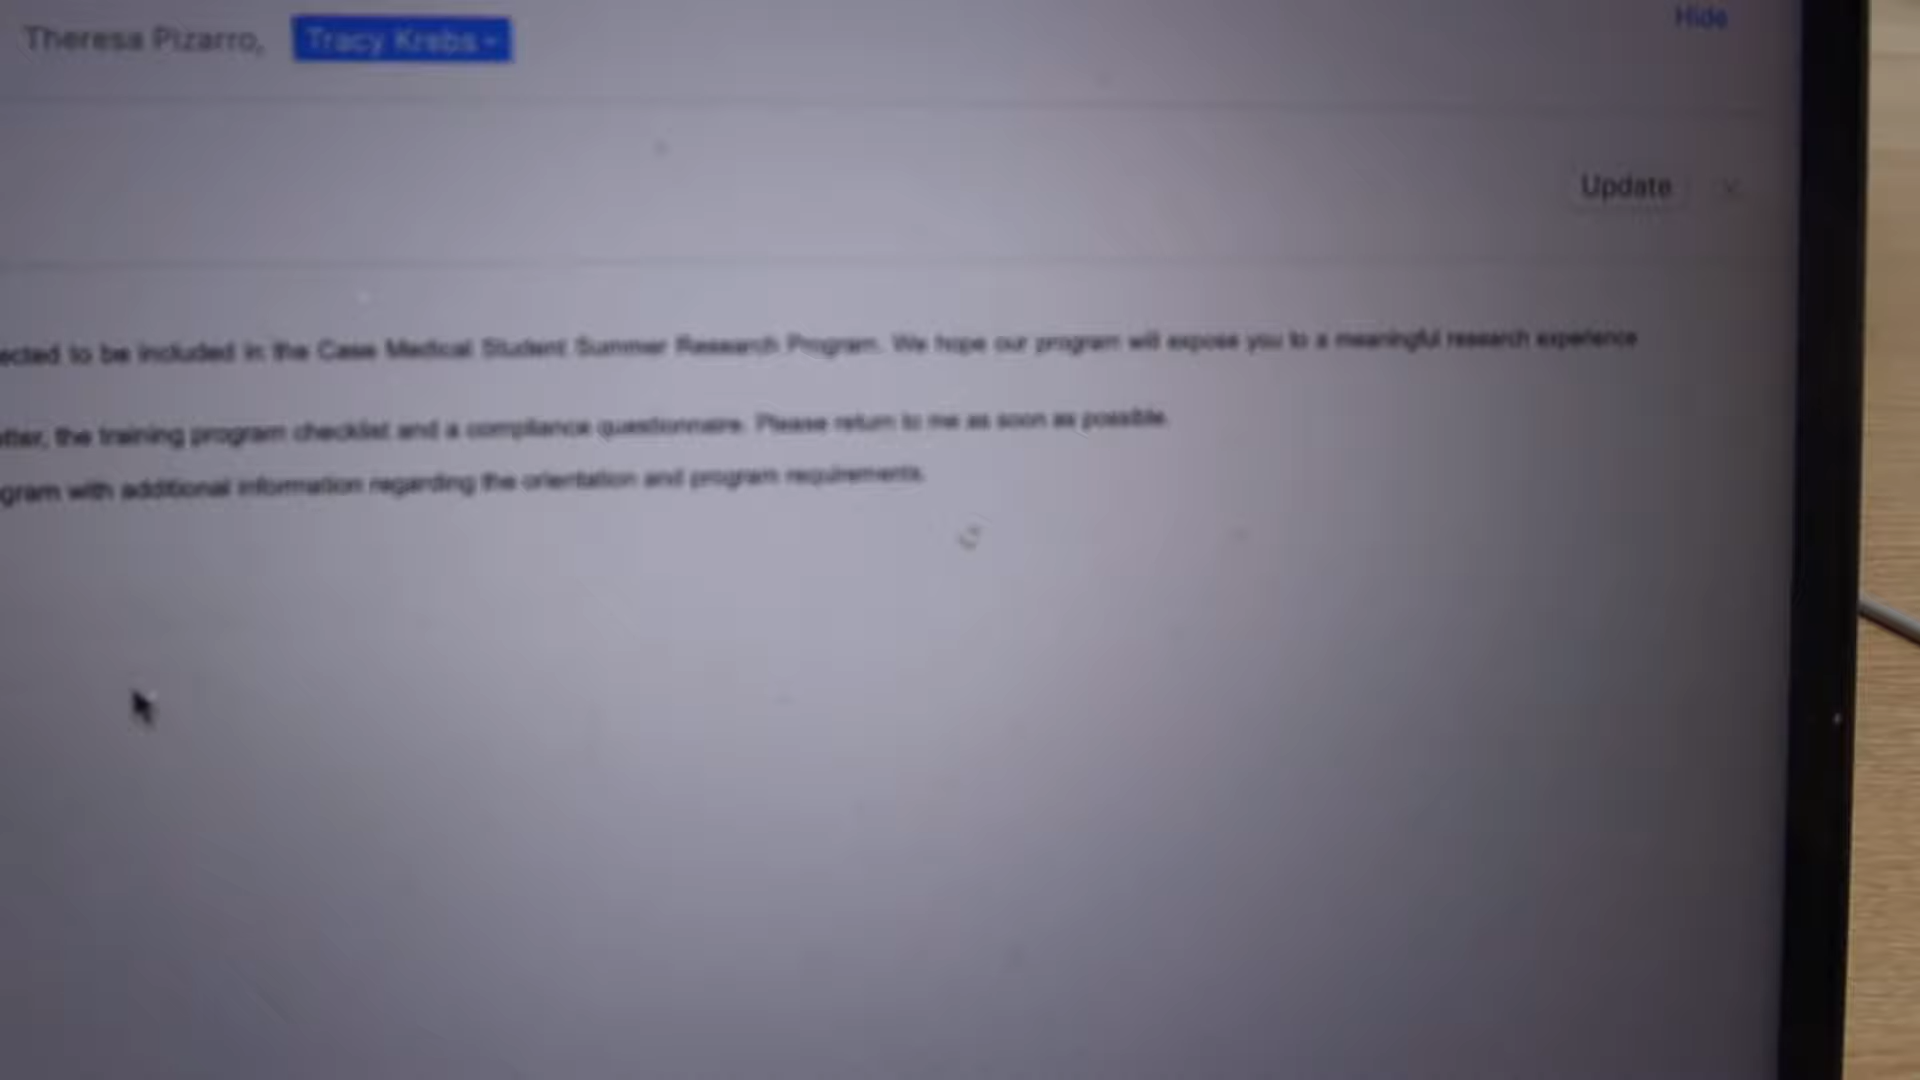 Theresa Pizarro, Tracy Krebs
Hide
Update
ected to be included in the Case Medical Student Summer Research Program. We hope our program will expose you to a meaningful research experience
etter, the training program checklist and a compliance questionnaire. Please return to me as soon as possible.
gram with additional information regarding the orientation and program requirements.